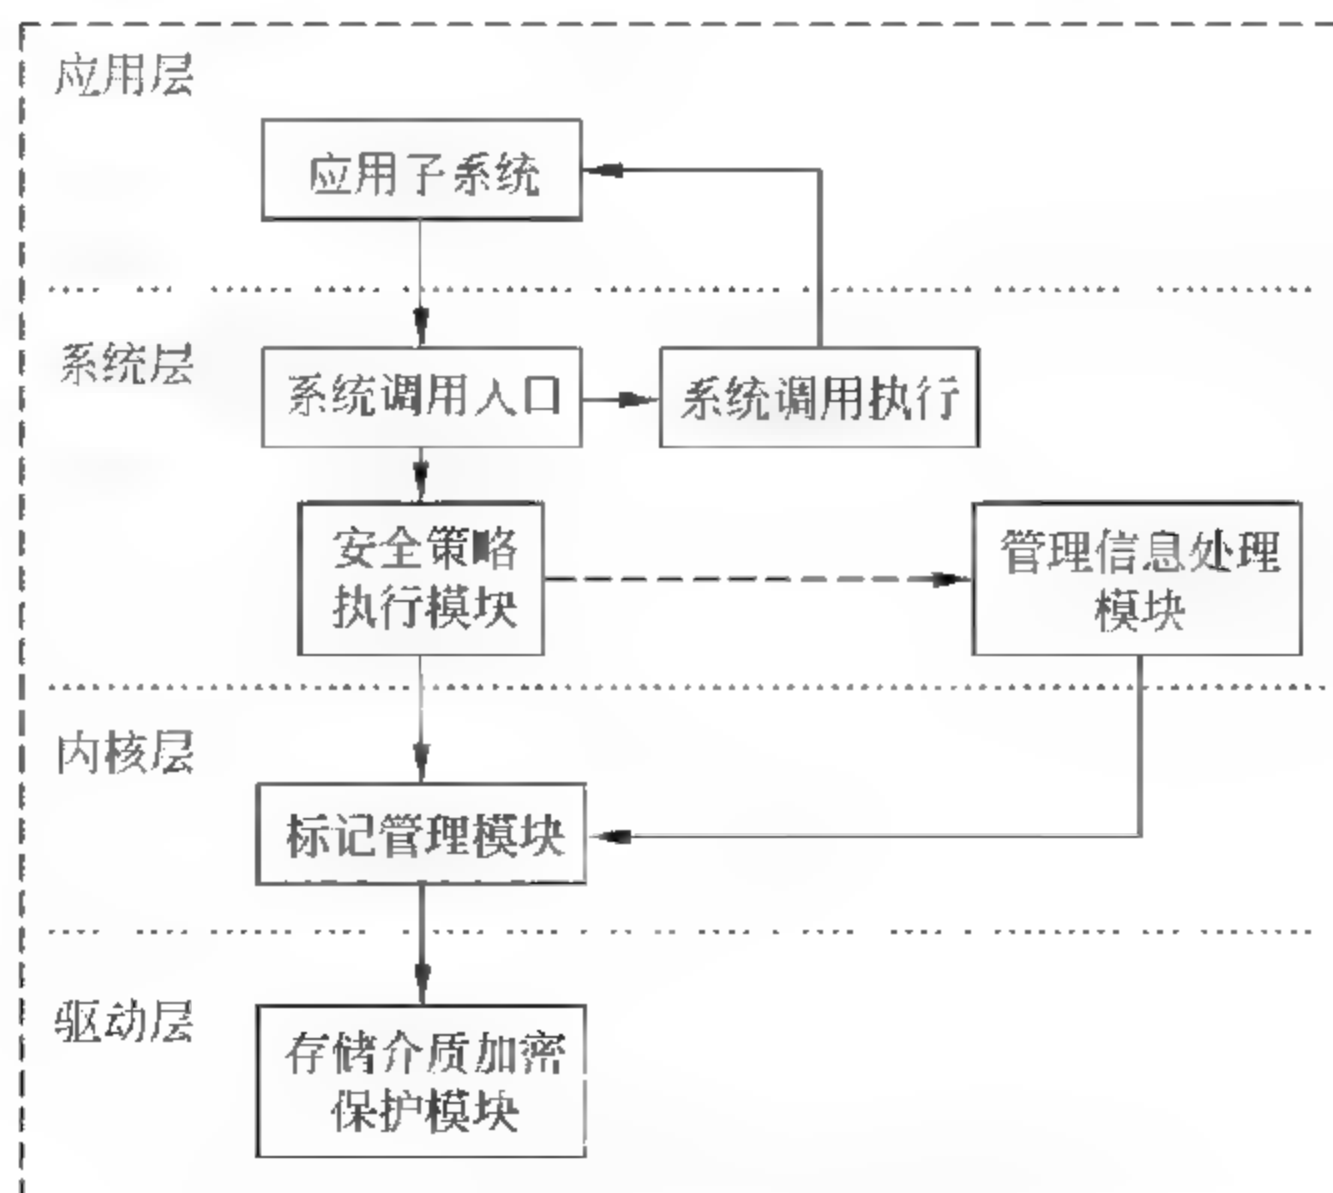 应用层
应用子系统
系统层
系统调用入口
系统调用执行
安全策略
执行模块
管理信息处理
模块
内核层
标记管理模块
驱动层
存储介质加密
保护模块